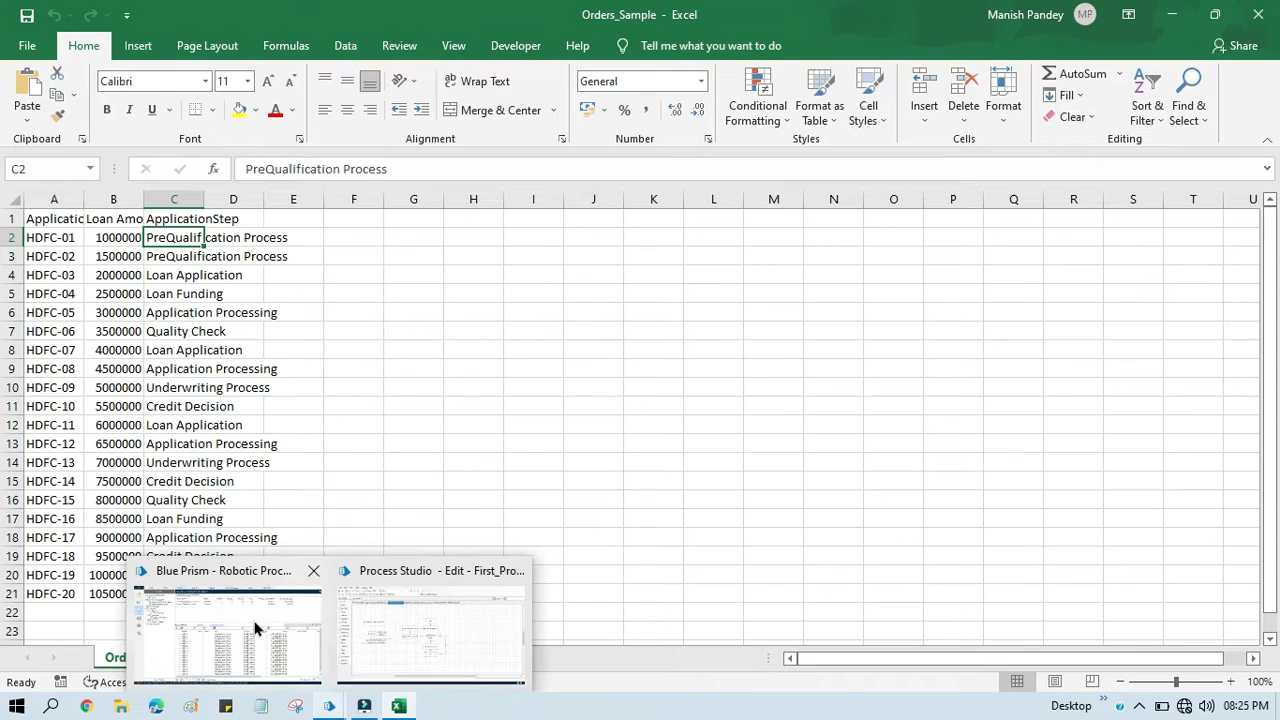 Orders_Sample - Excel
Manish Pandey MP
File Home Insert Page Layout Formulas Data Review View Developer Help Tell me what you want to do Share
Paste
Clipboard
Calibri 11
B I U
A
Font
Wrap Text
Merge & Center
Alignment
General
%
Number
Conditional Formatting
Format as Table
Cell Styles
Styles
Insert Delete Format
Cells
AutoSum
Fill
Clear
Sort & Filter
Find & Select
Editing
C2 fx PreQualification Process
A B C D E F G H I J K L M N O P Q R S T U
1 Applicatic Loan Amo ApplicationStep
2 HDFC-01 1000000 PreQualification Process
3 HDFC-02 1500000 PreQualification Process
4 HDFC-03 2000000 Loan Application
5 HDFC-04 2500000 Loan Funding
6 HDFC-05 3000000 Application Processing
7 HDFC-06 3500000 Quality Check
8 HDFC-07 4000000 Loan Application
9 HDFC-08 4500000 Application Processing
10 HDFC-09 5000000 Underwriting Process
11 HDFC-10 5500000 Credit Decision
12 HDFC-11 6000000 Loan Application
13 HDFC-12 6500000 Application Processing
14 HDFC-13 7000000 Underwriting Process
15 HDFC-14 7500000 Credit Decision
16 HDFC-15 8000000 Quality Check
17 HDFC-16 8500000 Loan Funding
18 HDFC-17 9000000 Application Processing
19 HDFC-18 9500000 Credit Decision
20 HDFC-19 100000
21 HDFC-20 105000
22
23
Blue Prism - Robotic Proc...
Process Studio - Edit - First_Pro...
Ord
Ready Acces 100%
Desktop 08:25 PM